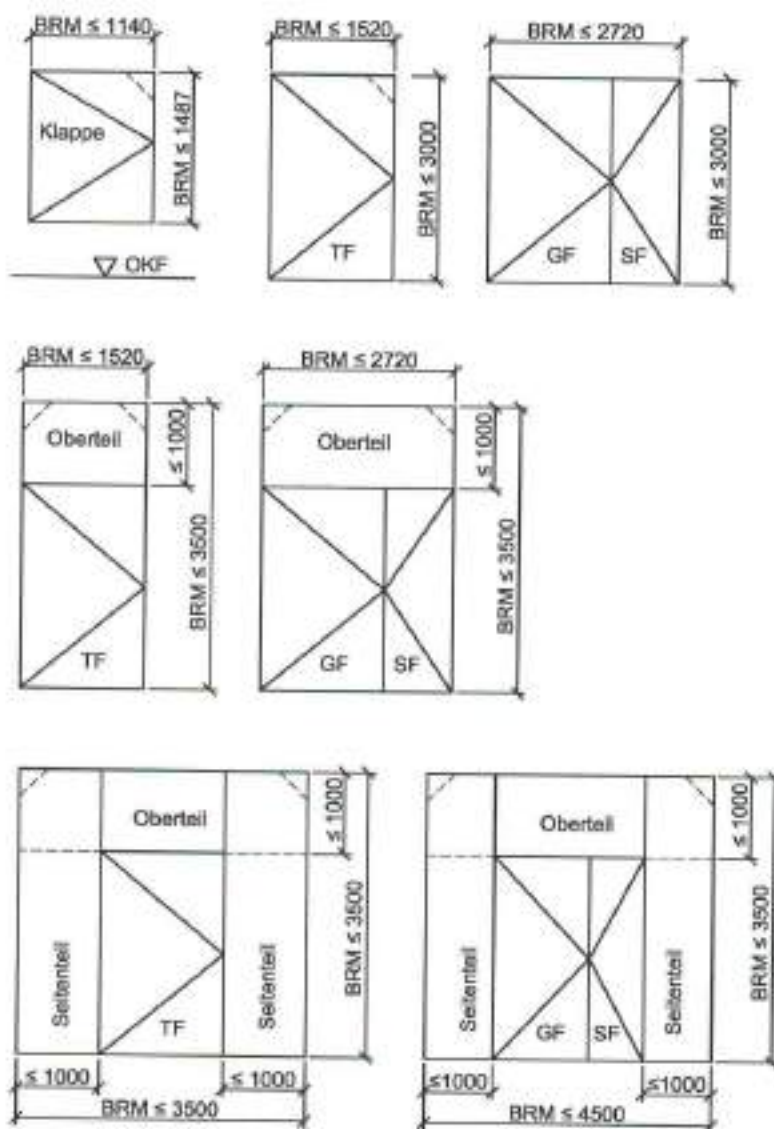 BRM ≤ 1140
Klappe
BRM ≤ 1487
OKF
BRM ≤ 1520
TF
BRM ≤ 3000
BRM ≤ 2720
GF
SF
BRM ≤ 3000
BRM ≤ 1520
Oberteil
≤ 1000
BRM ≤ 3500
TF
BRM ≤ 2720
Oberteil
≤ 1000
BRM ≤ 3500
GF
SF
Oberteil
≤ 1000
BRM ≤ 3500
Seitenteil
TF
Seitenteil
≤ 1000
≤ 1000
BRM ≤ 3500
Oberteil
≤ 1000
BRM ≤ 3500
Seitenteil
GF
SF
Seitenteil
≤1000
≤1000
BRM ≤ 4500